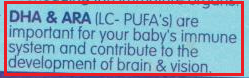 DHA & ARA (LC- PUFA's) are
important for your baby's immune
system and contribute to the
development of brain & vision.